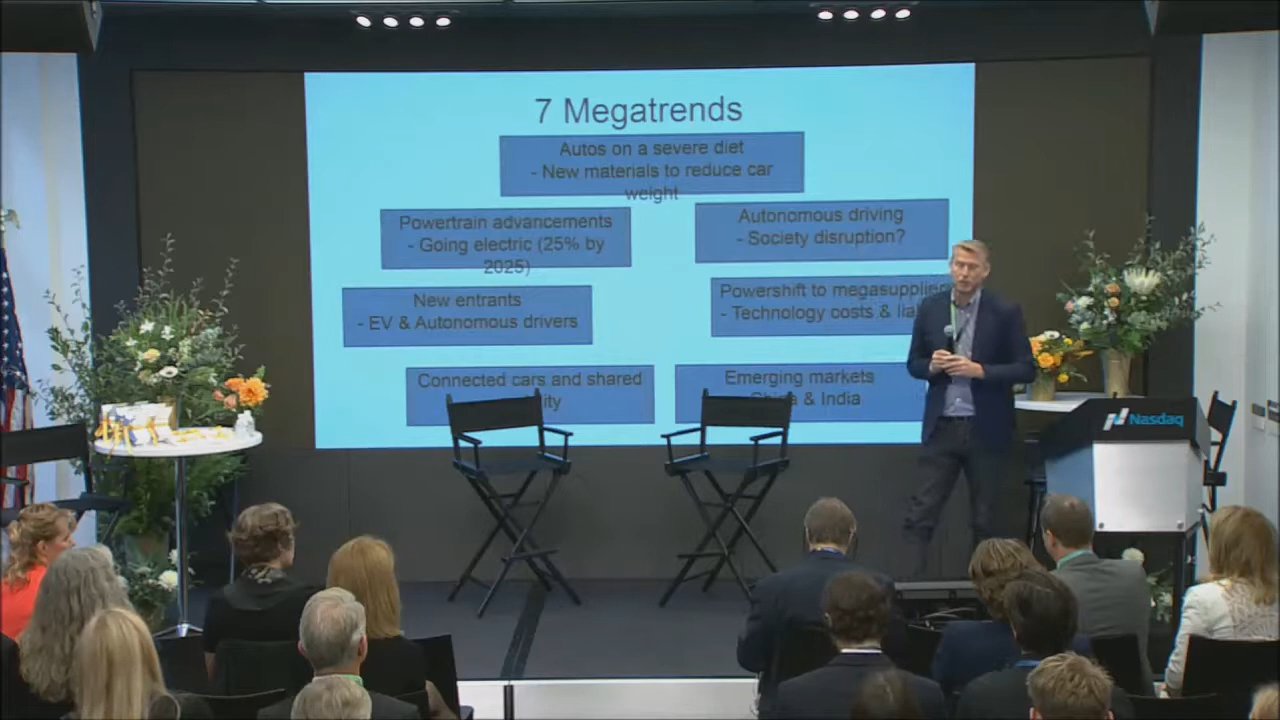 7 Megatrends
Autos on a severe diet
- New materials to reduce car
weight
Powertrain advancements
- Going electric (25% by
2025)
Autonomous driving
- Society disruption?
New entrants
- EV & Autonomous drivers
Powershift to
- Technology costs &
Connected cars and shared
Emerging markets
& India
Nasdaq